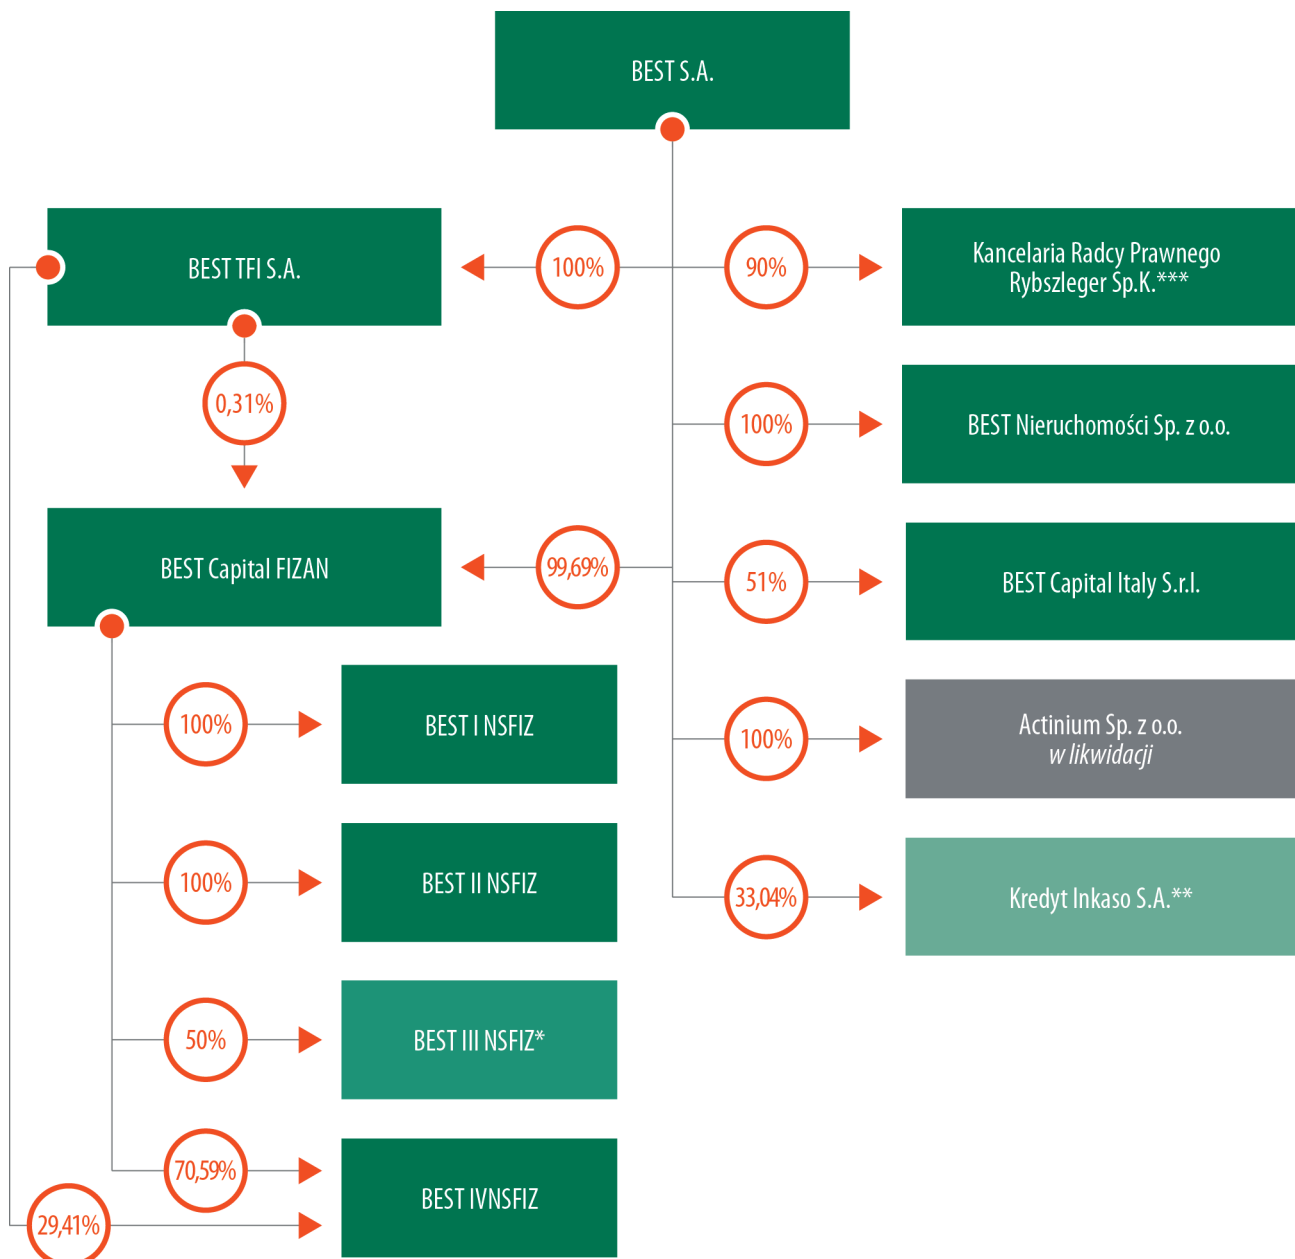 BEST S.A.
BEST TFI S.A.
100%
90%
Kancelaria Radcy Prawnego
Rybszleger Sp.K.***
0,31%
100%
BEST Nieruchomości Sp. z o.o.
BEST Capital FIZAN
99,69%
51%
BEST Capital Italy S.r.l.
100%
BEST I NSFIZ
100%
Actinium Sp. z o.o.
w likwidacji
100%
BEST II NSFIZ
33,04%
Kredyt Inkaso S.A.**
50%
BEST III NSFIZ*
70,59%
BEST IVNSFIZ
29,41%